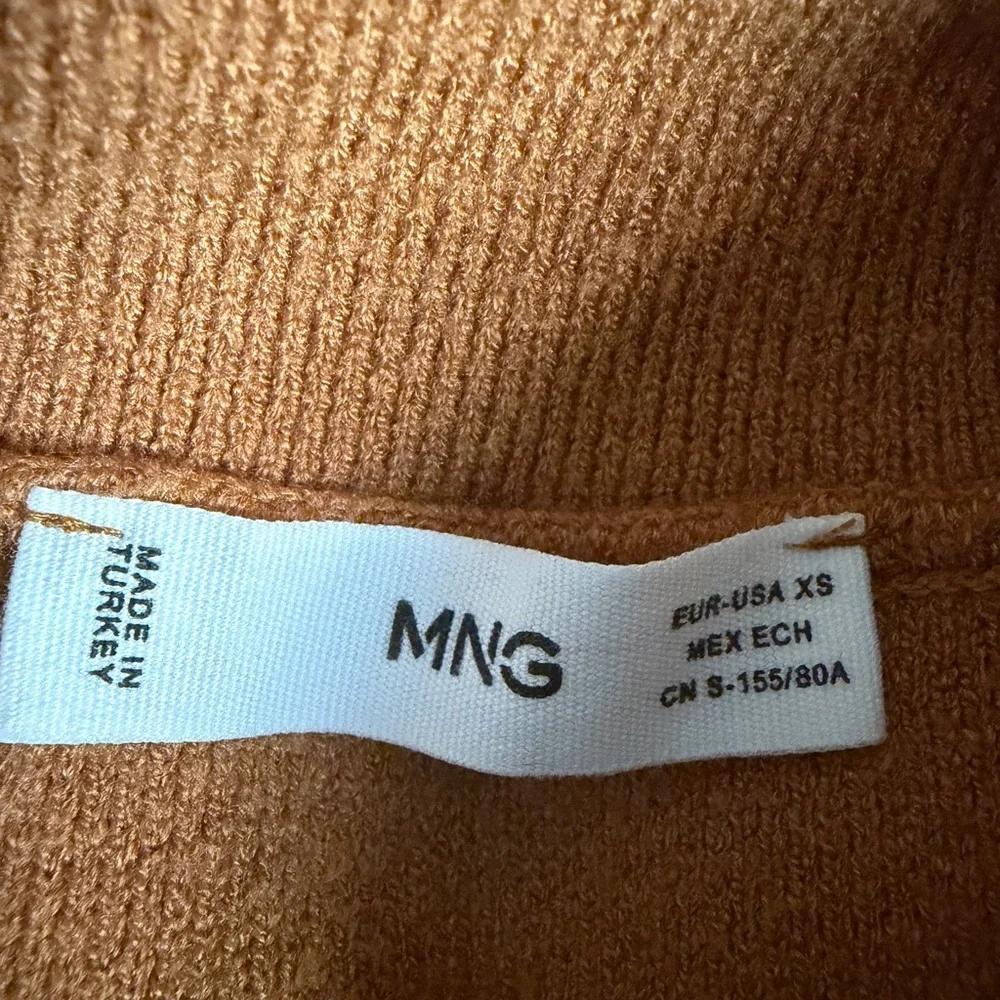 MADE IN
TURKEY
MNG
EUR-USA XS
MEX ECH
CN S-155/80A